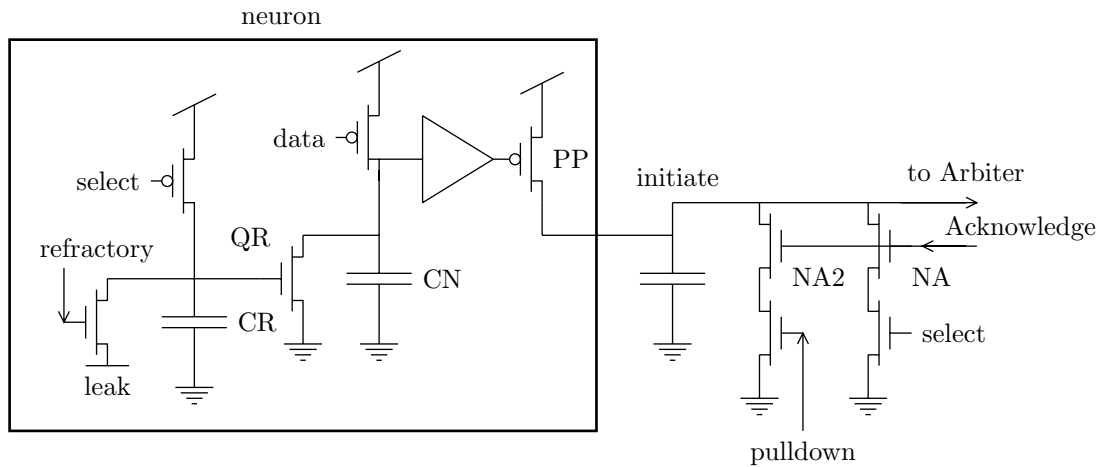 neuron
data
PP
select
initiate
to Arbiter
Acknowledge
refractory
QR
CN
NA2
NA
CR
select
leak
pulldown